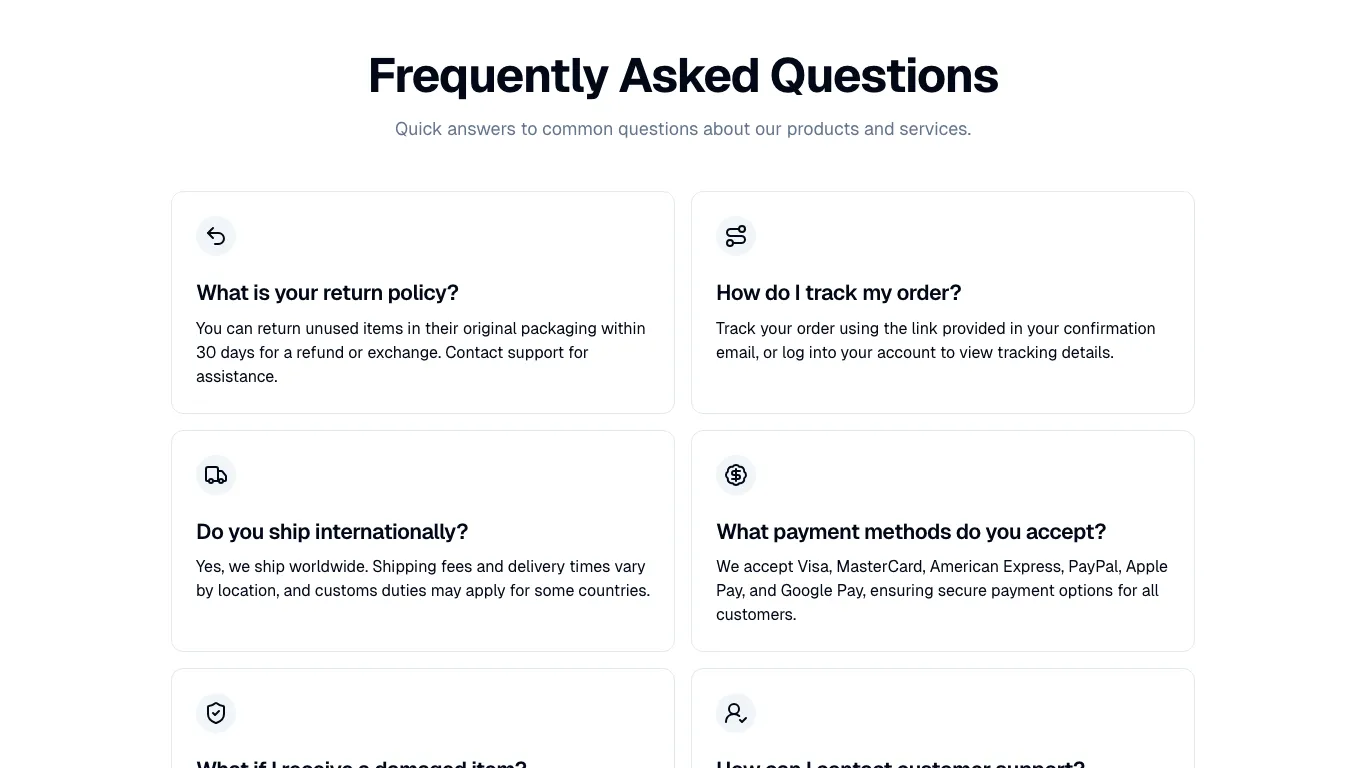 Frequently Asked Questions
Quick answers to common questions about our products and services.
What is your return policy?
You can return unused items in their original packaging within
30 days for a refund or exchange. Contact support for
assistance.
How do I track my order?
Track your order using the link provided in your confirmation
email, or log into your account to view tracking details.
Do you ship internationally?
Yes, we ship worldwide. Shipping fees and delivery times vary
by location, and customs duties may apply for some countries.
What payment methods do you accept?
We accept Visa, MasterCard, American Express, PayPal, Apple
Pay, and Google Pay, ensuring secure payment options for all
customers.
What if I receive a damaged item?
How can I contact customer support?